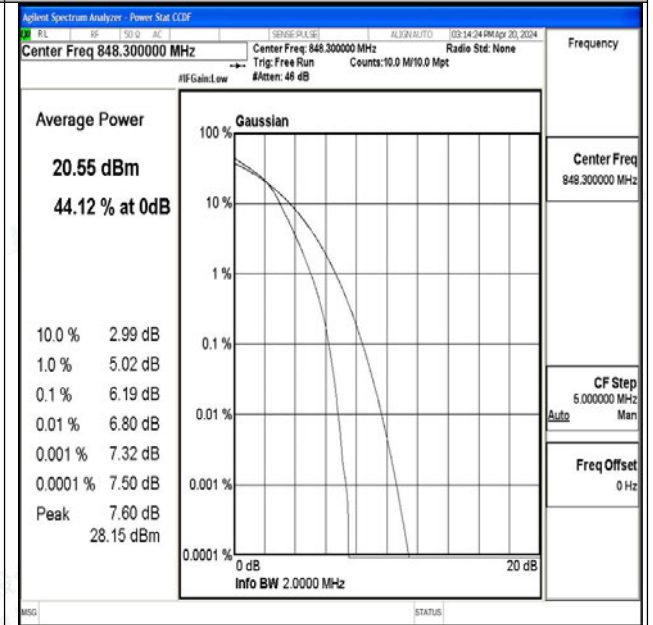 Agilent Spectrum Analyzer - Power Stat CCDF
RL RF 50 Ω AC SENSE:PULSE ALIGN AUTO 03:14:24 PM Apr 20, 2024
Center Freq 848.300000 MHz
Center Freq: 848.300000 MHz Radio Std: None
Trig: Free Run Counts:10.0 M/10.0 Mpt
#IFGain:Low #Atten: 46 dB
Frequency
Average Power
20.55 dBm
44.12 % at 0dB
10.0 % 2.99 dB
1.0 % 5.02 dB
0.1 % 6.19 dB
0.01 % 6.80 dB
0.001 % 7.32 dB
0.0001 % 7.50 dB
Peak 7.60 dB
28.15 dBm
Gaussian
100 %
10 %
1 %
0.1 %
0.01 %
0.001 %
0.0001 %
0 dB 20 dB
Info BW 2.0000 MHz
Center Freq
848.300000 MHz
CF Step
5.000000 MHz
Auto Man
Freq Offset
0 Hz
MSG STATUS